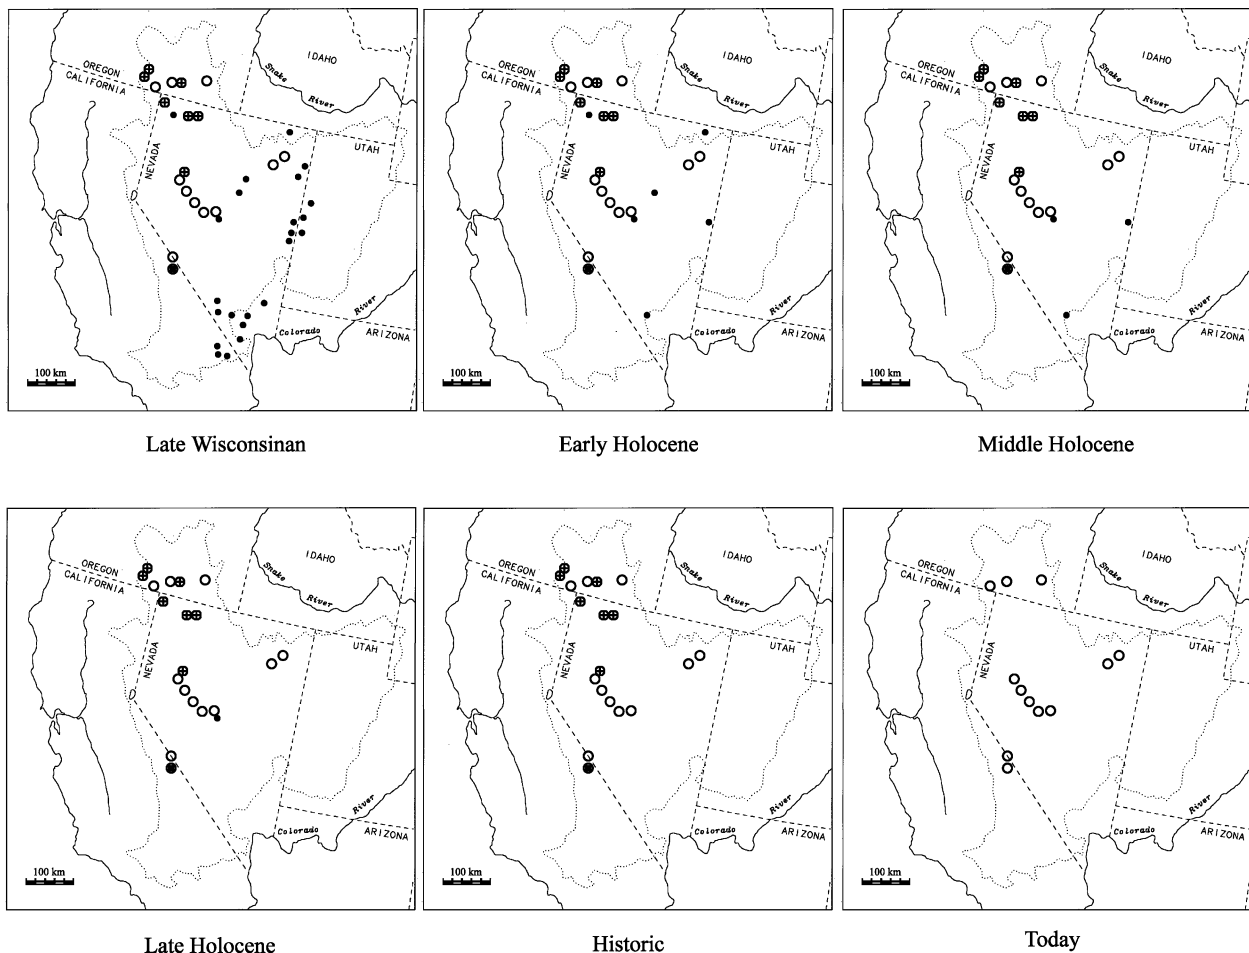 OREGON
CALIFORNIA
IDAHO
Snake
River
NEVADA
UTAH
Colorado
River
ARIZONA
100 km
Late Wisconsinan
OREGON
CALIFORNIA
IDAHO
Snake
River
NEVADA
UTAH
Colorado
River
ARIZONA
100 km
Early Holocene
OREGON
CALIFORNIA
IDAHO
Snake
River
NEVADA
UTAH
Colorado
River
ARIZONA
100 km
Middle Holocene
OREGON
CALIFORNIA
IDAHO
Snake
River
NEVADA
UTAH
Colorado
River
ARIZONA
100 km
Late Holocene
OREGON
CALIFORNIA
IDAHO
Snake
River
NEVADA
UTAH
Colorado
River
ARIZONA
100 km
Historic
OREGON
CALIFORNIA
IDAHO
Snake
River
NEVADA
UTAH
Colorado
River
ARIZONA
100 km
Today